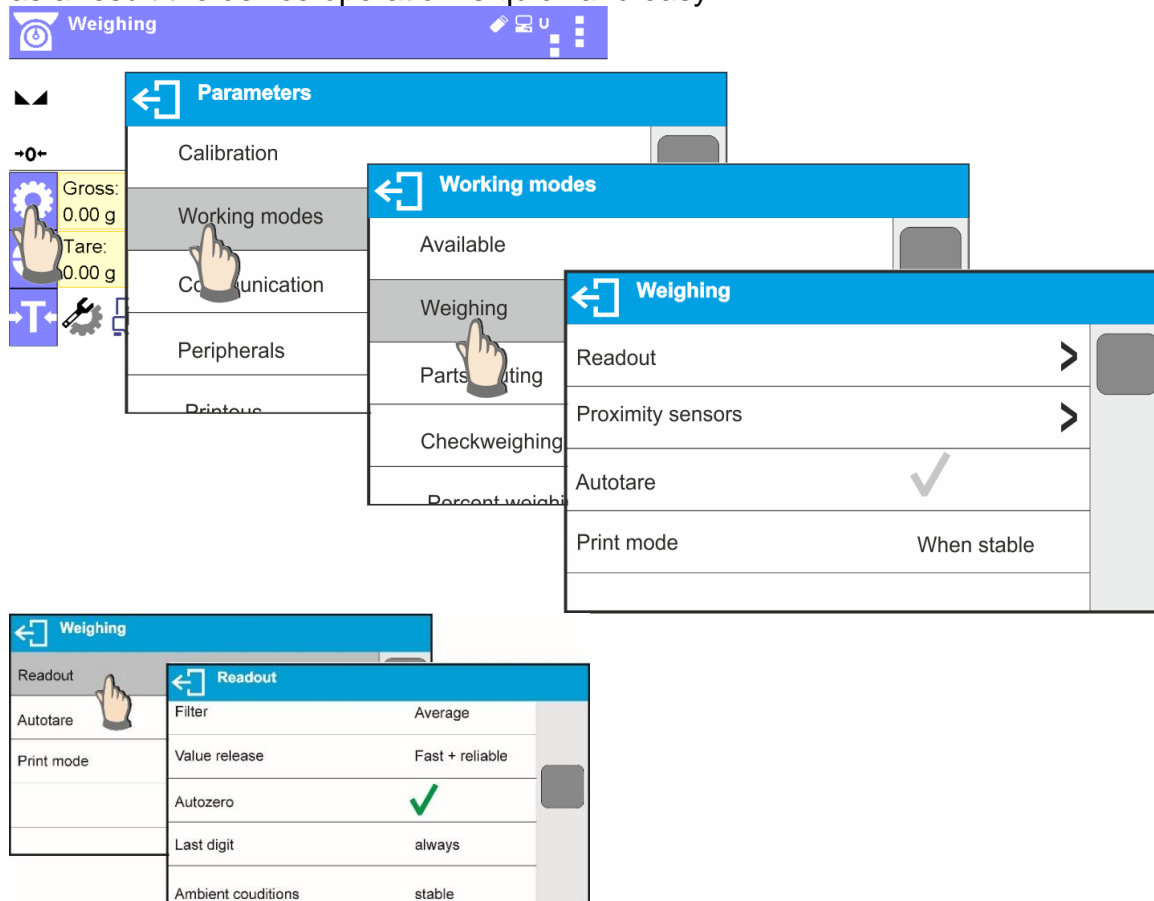 Weighing
U
Parameters
→0←
Calibration
Working modes
Gross:
0.00 g
Working modes
Available
Tare:
0.00 g
Weighing
Weighing
→T←
Readout
Peripherals
Proximity sensors
Checkweighing
Autotare
Print mode When stable
Weighing
Readout
Readout
Filter Average
Autotare
Value release Fast + reliable
Print mode
Autozero
Last digit always
Ambient couditions stable